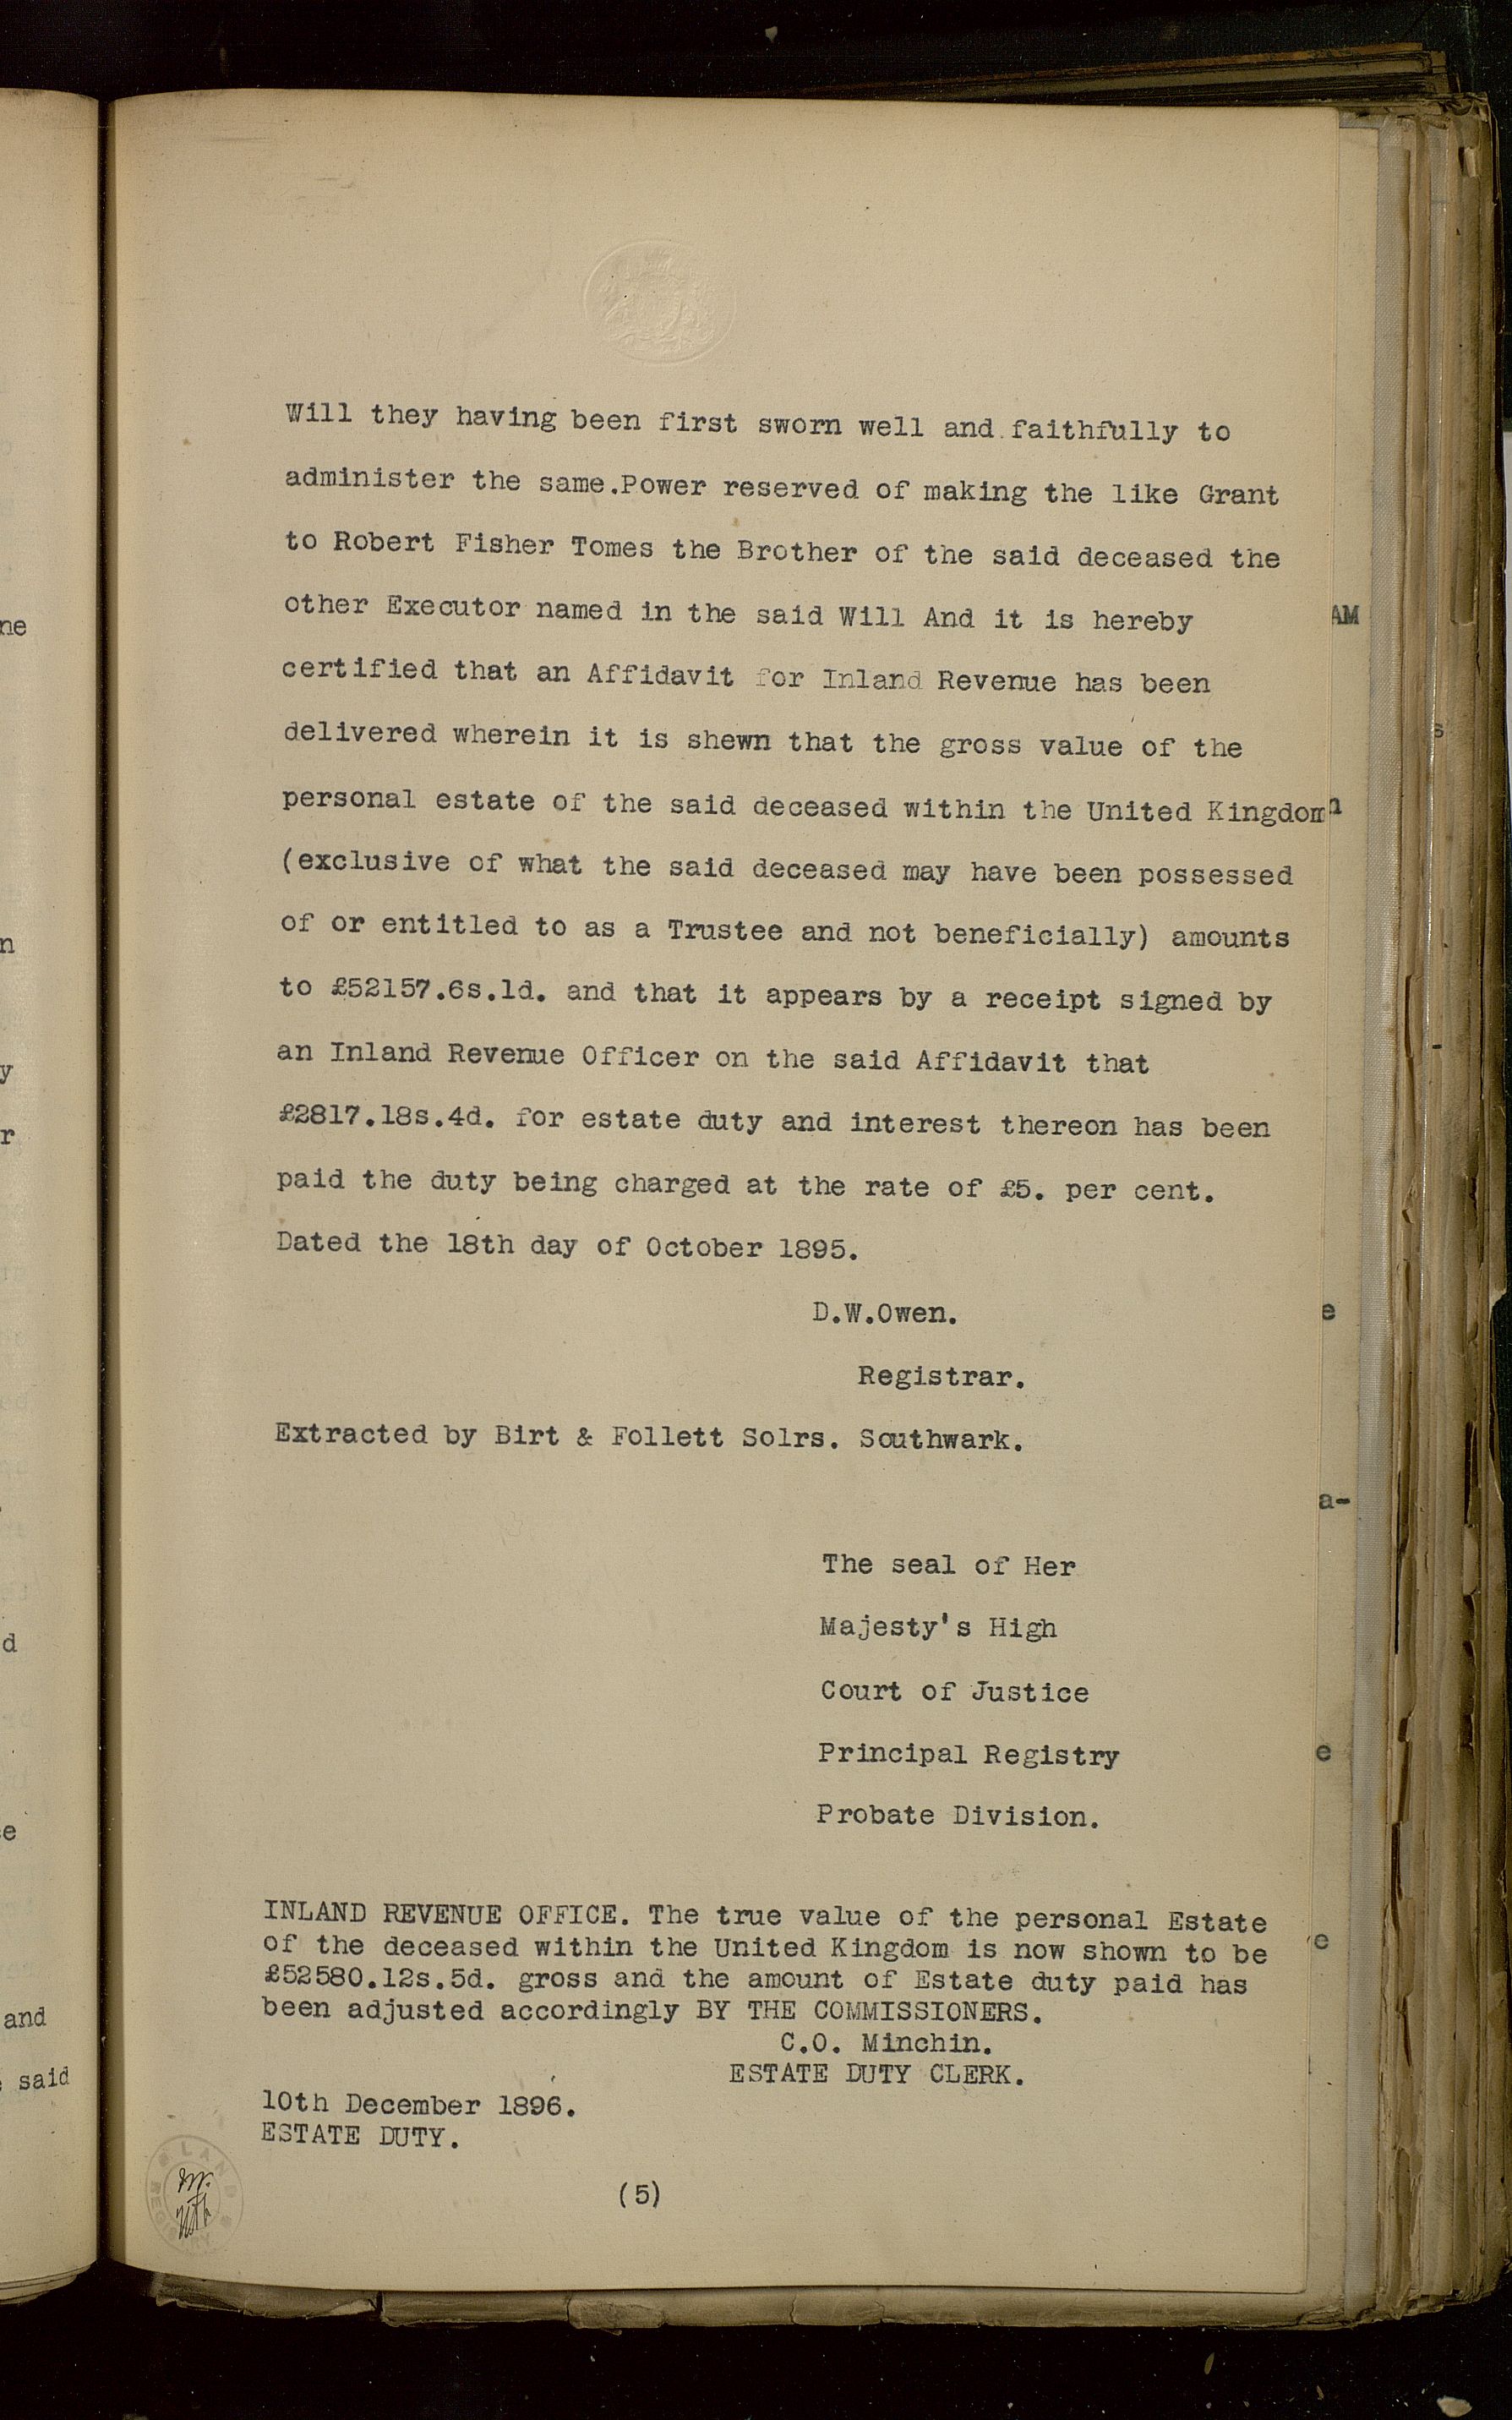 Will they having been first sworn well and faithfully to
administer the same.Power reserved of making the like Grant
to Robert Fisher Tomes the Brother of the said deceased the
other Executor named in the said Will And it is hereby
certified that an Affidavit for Inland Revenue has been
delivered wherein it is shewn that the gross value of the
personal estate of the said deceased within the United Kingdom
(exclusive of what the said deceased may have been possessed
of or entitled to as a Trustee and not beneficially) amounts
to £52157.6s.1d. and that it appears by a receipt signed by
an Inland Revenue Officer on the said Affidavit that
£2817.18s.4d. for estate duty and interest thereon has been
paid the duty being charged at the rate of £5. per cent.
Dated the 18th day of October 1895.
D.W.Owen.
Registrar.
Extracted by Birt & Follett Solrs. Southwark.
The seal of Her
Majesty's High
Court of Justice
Principal Registry
Probate Division.
INLAND REVENUE OFFICE. The true value of the personal Estate
of the deceased within the United Kingdom is now shown to be
£52580.12s.5d. gross and the amount of Estate duty paid has
been adjusted accordingly BY THE COMMISSIONERS.
C.O. Minchin.
ESTATE DUTY CLERK.
10th December 1896.
ESTATE DUTY.
(5)
LAND REGISTRY
and
said